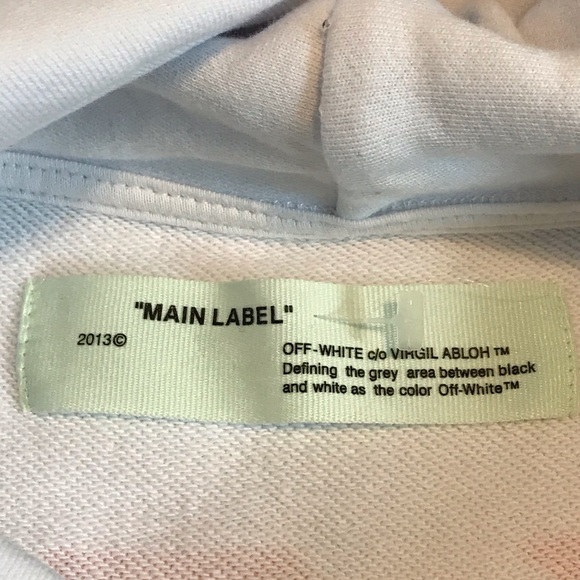 "MAIN LABEL"
2013©
OFF-WHITE c/o VIRGIL ABLOH™
Defining the grey area between black
and white as the color Off-White™